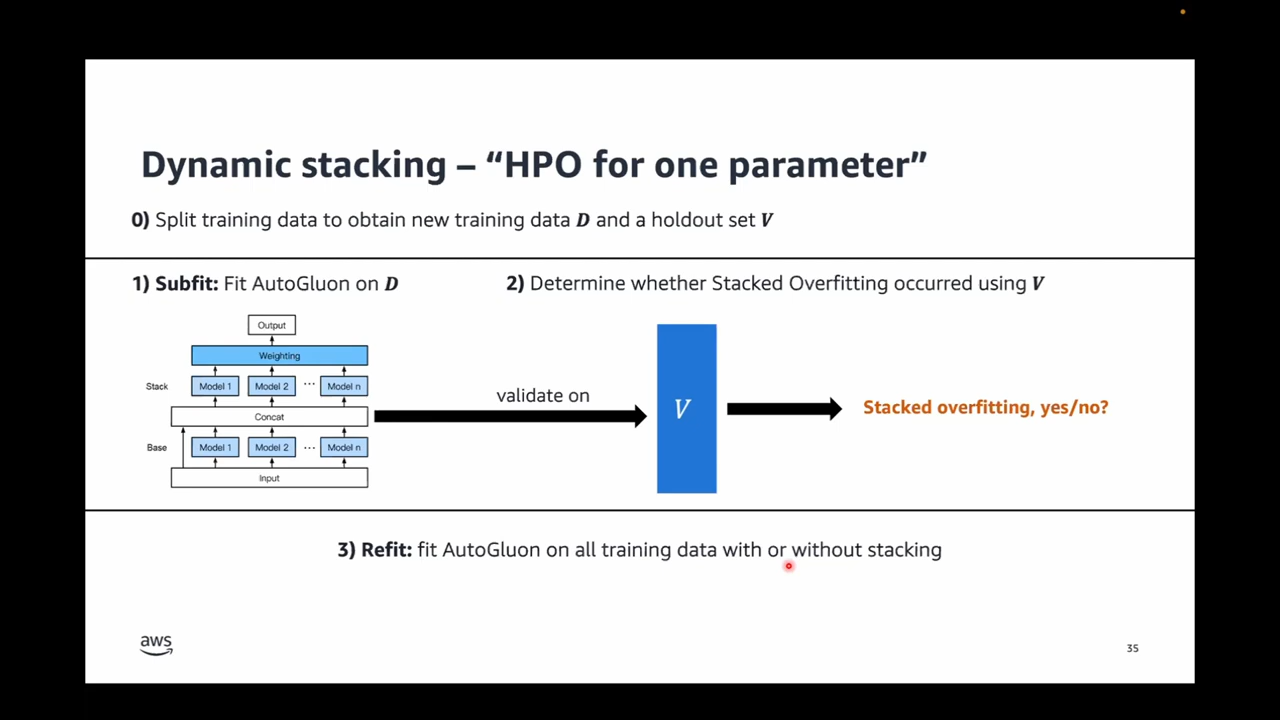 Dynamic stacking – “HPO for one parameter”
0) Split training data to obtain new training data D and a holdout set V
1) Subfit: Fit AutoGluon on D
2) Determine whether Stacked Overfitting occurred using V
Output
Weighting
Stack
Model 1
Model 2
...
Model n
Concat
Base
Model 1
Model 2
...
Model n
Input
validate on
V
Stacked overfitting, yes/no?
3) Refit: fit AutoGluon on all training data with or without stacking
aws
35